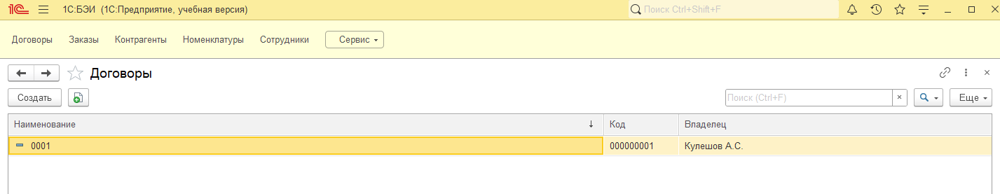 1С 1С:БЭИ (1С:Предприятие, учебная версия) Поиск Ctrl+Shift+F
Договоры Заказы Контрагенты Номенклатуры Сотрудники Сервис
Договоры
Создать Поиск (Ctrl+F) × Еще
Наименование ↓ Код Владелец
0001 000000001 Кулешов А.С.